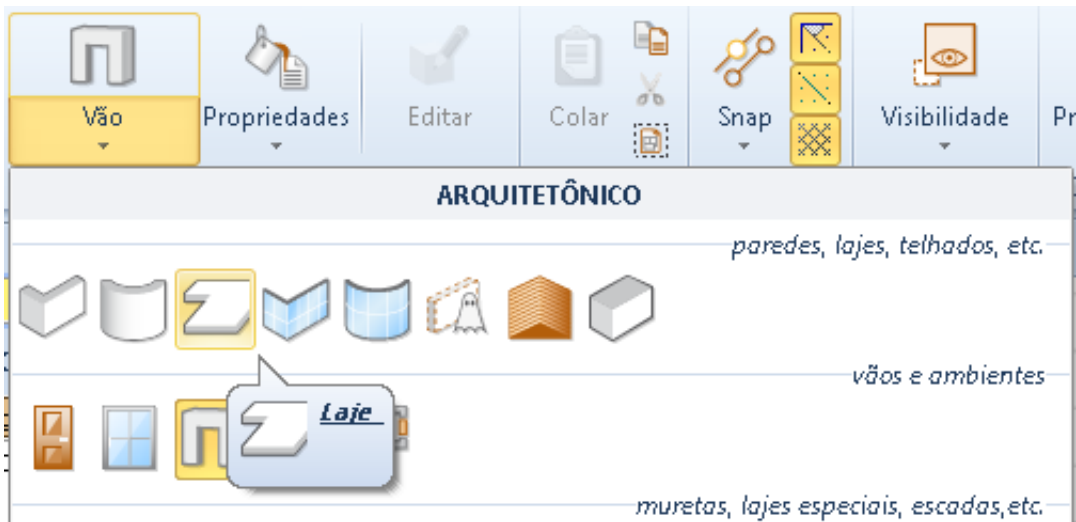 Vão
Propriedades
Editar
Colar
Snap
Visibilidade
Pr
ARQUITETÔNICO
paredes, lajes, telhados, etc.
vãos e ambientes
Laje
muretas, lajes especiais, escadas,etc.